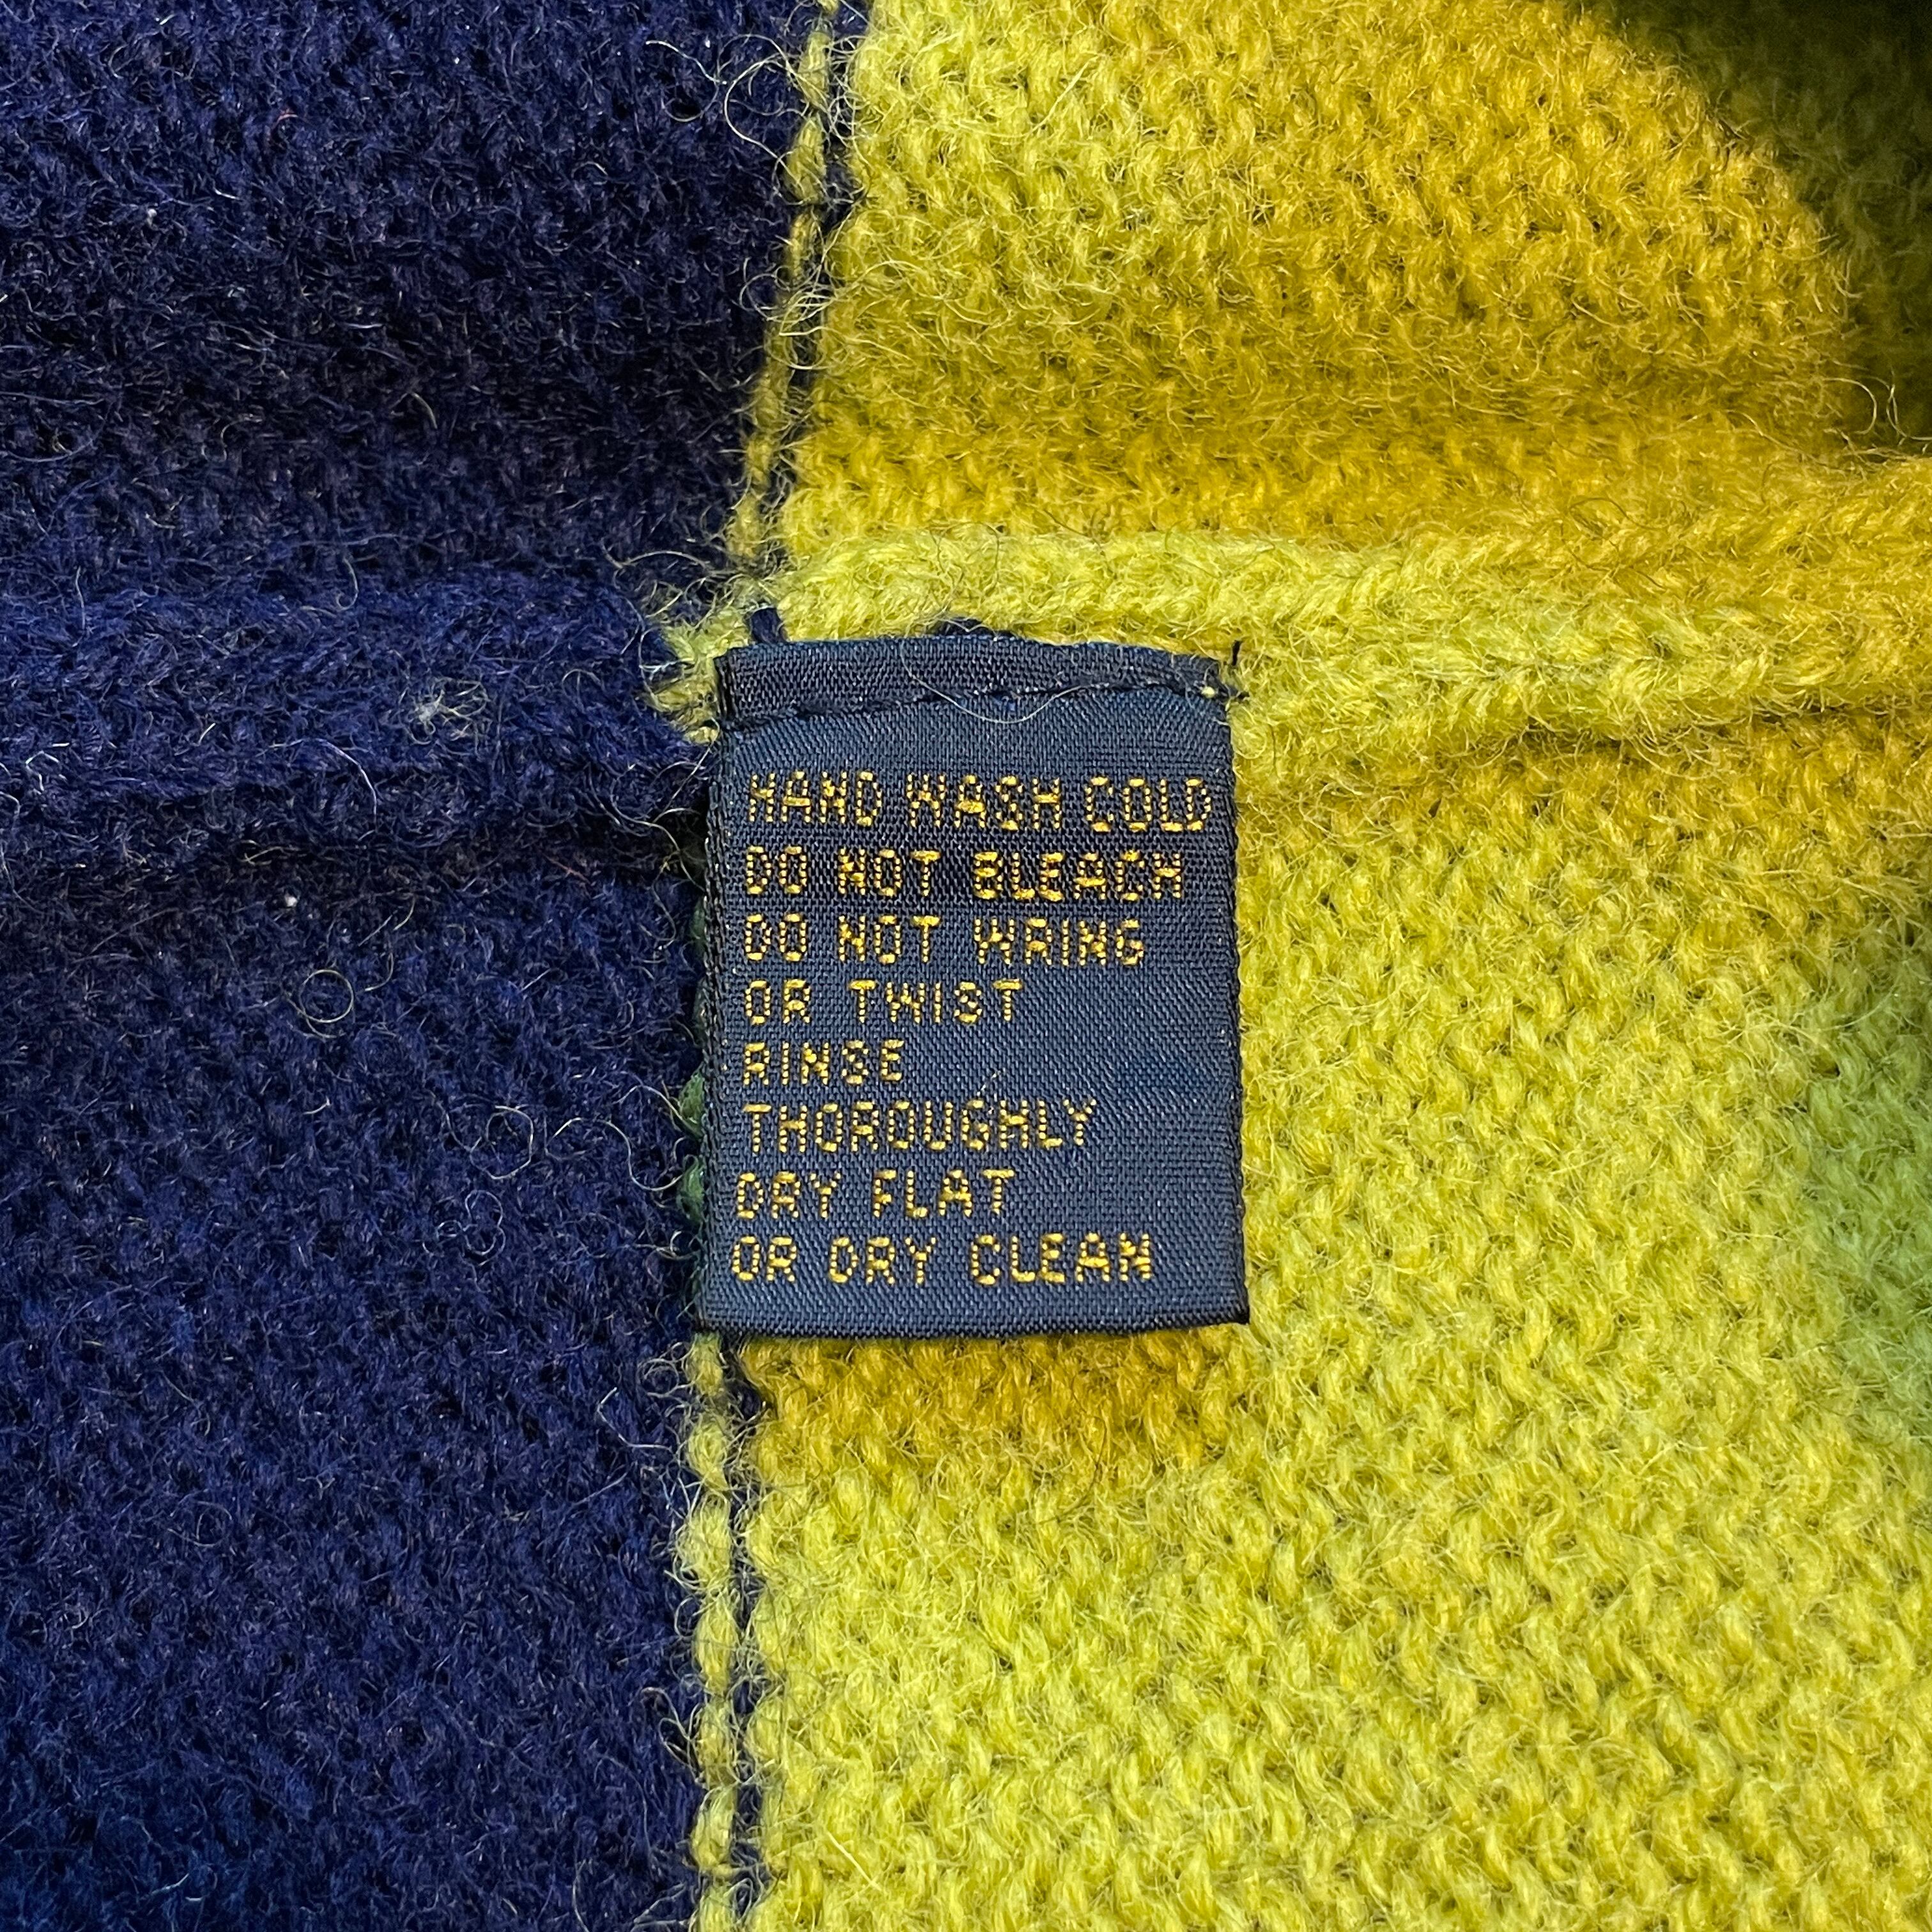 HAND WASH COLD
DO NOT BLEACH
DO NOT WRING
OR TWIST
RINSE
THOROUGHLY
DRY FLAT
OR DRY CLEAN